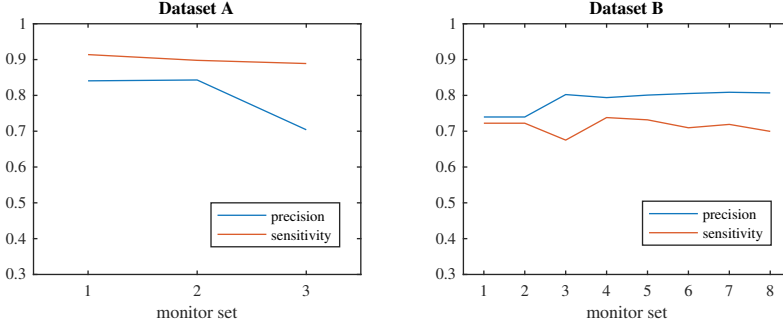 Dataset A
1
0.9
0.8
0.7
0.6
0.5
0.4
0.3
precision
sensitivity
1 2 3
monitor set
Dataset B
1
0.9
0.8
0.7
0.6
0.5
0.4
0.3
precision
sensitivity
1 2 3 4 5 6 7 8
monitor set